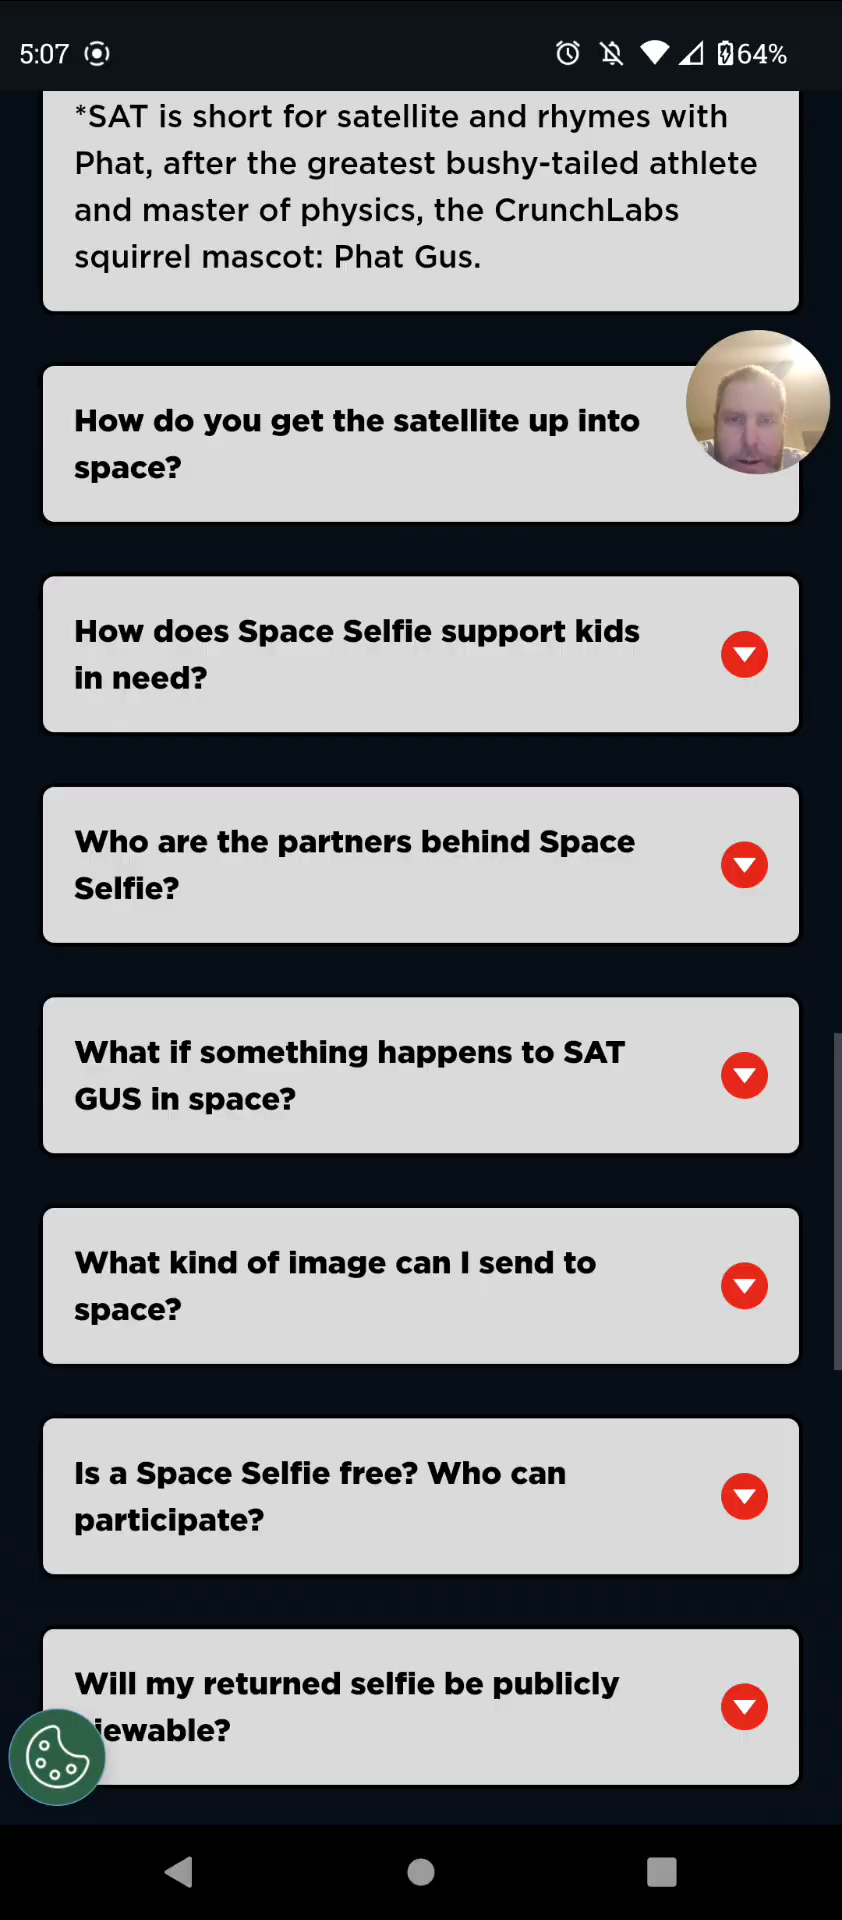 5:07
64%
*SAT is short for satellite and rhymes with
Phat, after the greatest bushy-tailed athlete
and master of physics, the CrunchLabs
squirrel mascot: Phat Gus.
How do you get the satellite up into
space?
How does Space Selfie support kids
in need?
Who are the partners behind Space
Selfie?
What if something happens to SAT
GUS in space?
What kind of image can I send to
space?
Is a Space Selfie free? Who can
participate?
Will my returned selfie be publicly
iewable?